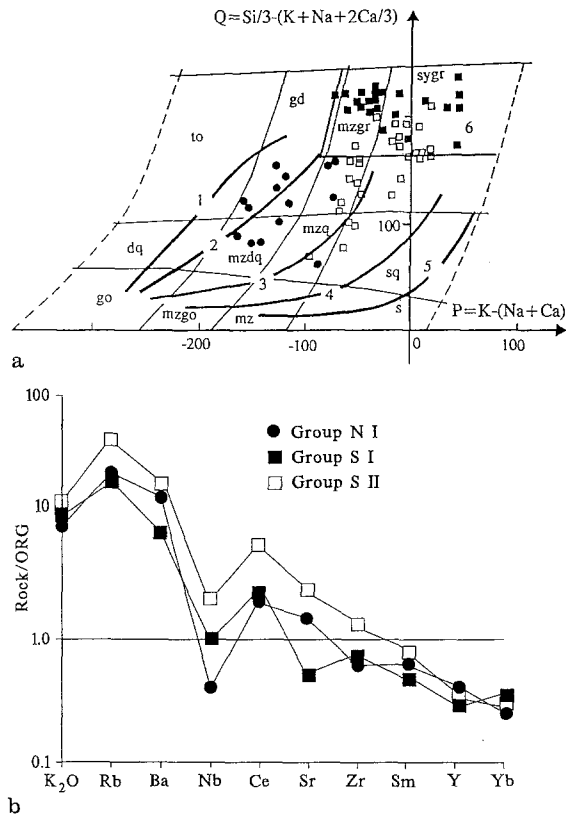 Q=Si/3-(K+Na+2Ca/3)
sygr
gd
mzgr
6
to
1
100
2
mzq
dq
mzdq
sq
5
go
3
4
s
P=K-(Na+Ca)
mzgo
mz
-200
-100
0
100
a
100
Group N I
Group S I
Group S II
10
Rock/ORG
1.0
0.1
K2O Rb Ba Nb Ce Sr Zr Sm Y Yb
b